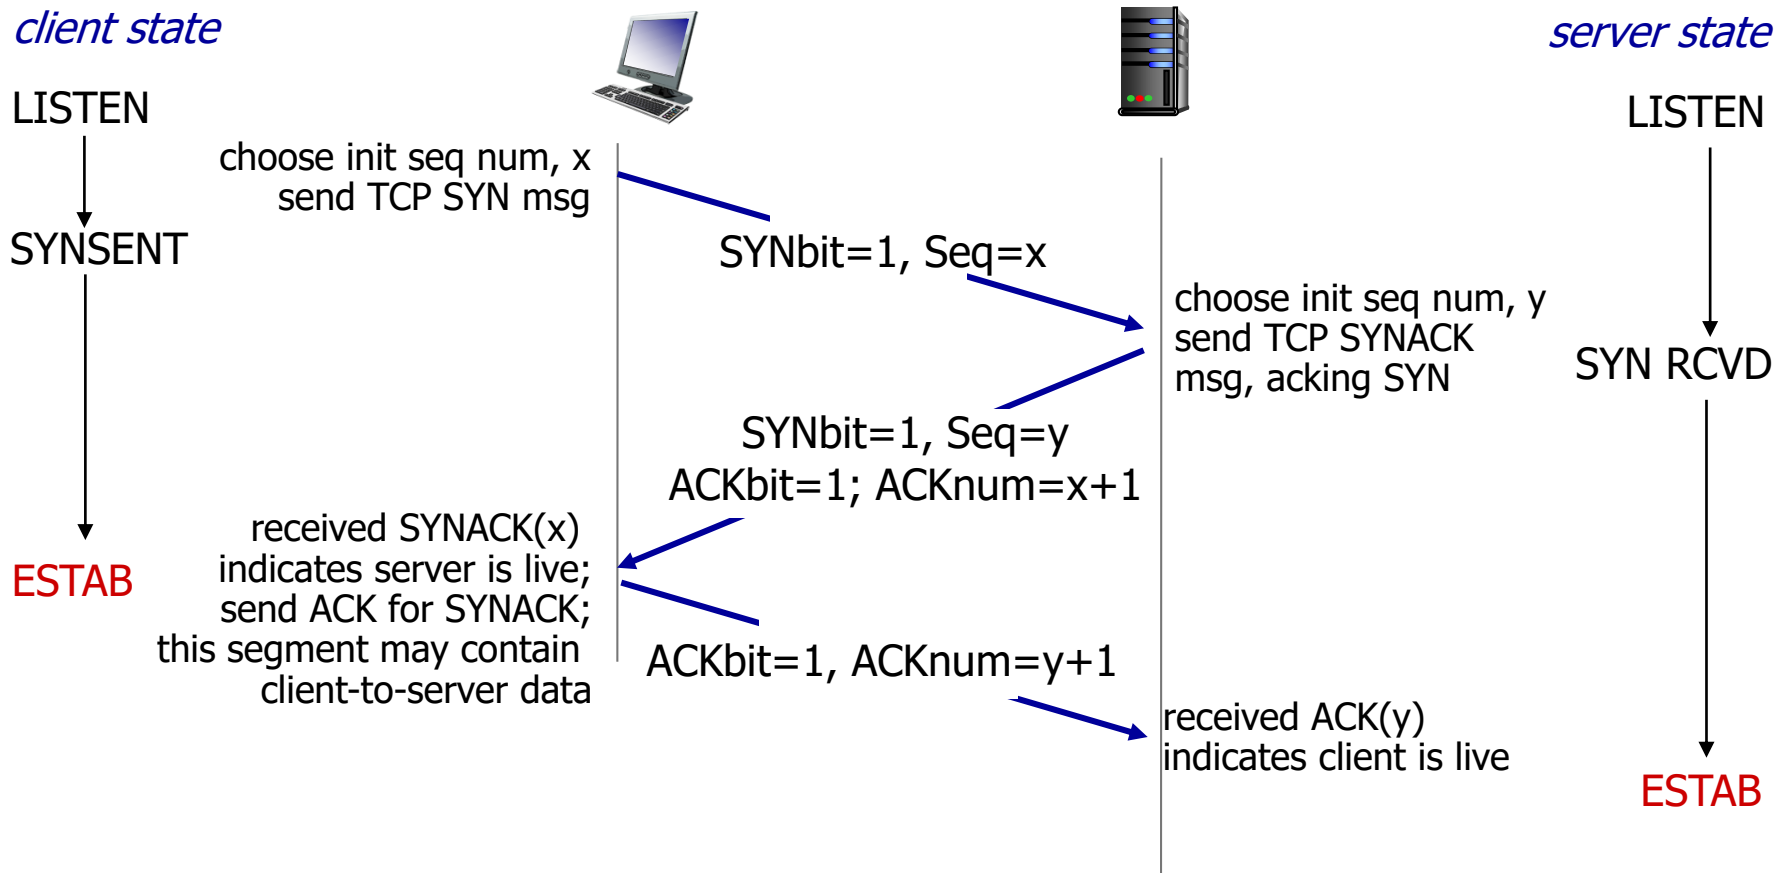 client state
server state
LISTEN
LISTEN
choose init seq num, x
send TCP SYN msg
SYNSENT
SYNbit=1, Seq=x
choose init seq num, y
send TCP SYNACK
msg, acking SYN
SYN RCVD
SYNbit=1, Seq=y
ACKbit=1; ACKnum=x+1
received SYNACK(x)
indicates server is live;
send ACK for SYNACK;
this segment may contain
client-to-server data
ESTAB
ACKbit=1, ACKnum=y+1
received ACK(y)
indicates client is live
ESTAB